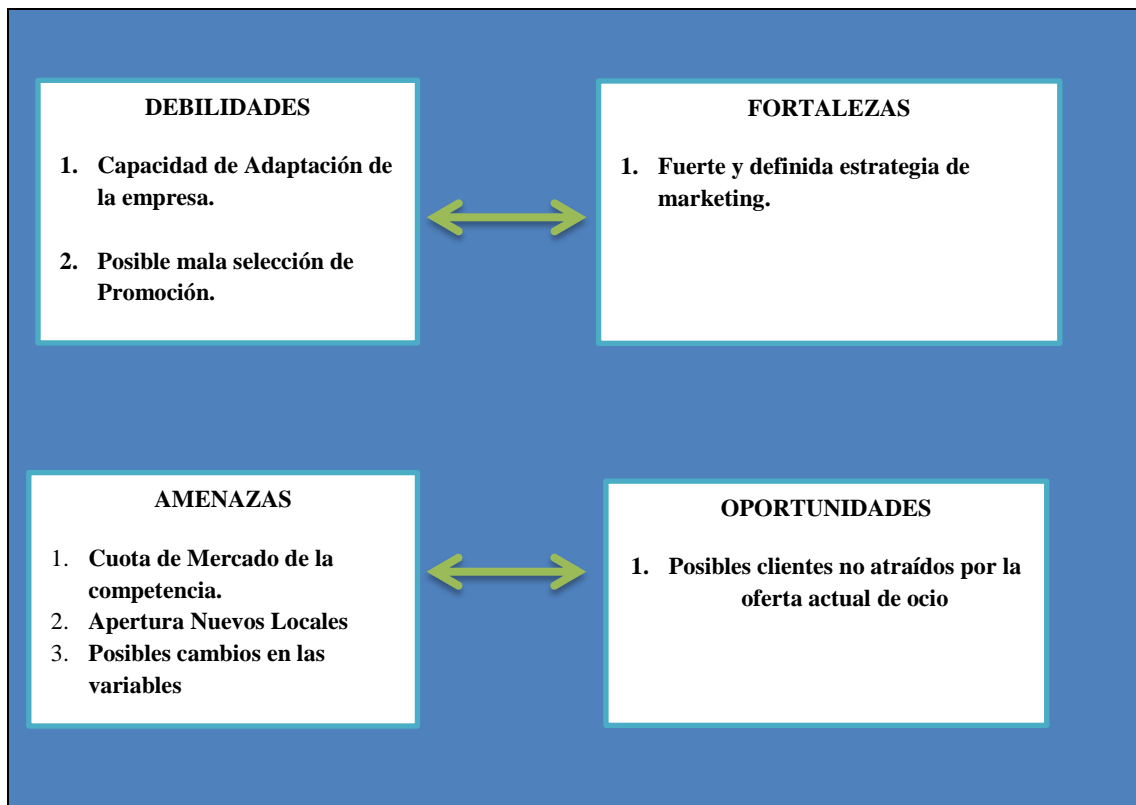 DEBILIDADES
1. Capacidad de Adaptación de
la empresa.
2. Posible mala selección de
Promoción.
FORTALEZAS
1. Fuerte y definida estrategia de
marketing.
AMENAZAS
1. Cuota de Mercado de la
competencia.
2. Apertura Nuevos Locales
3. Posibles cambios en las
variables
OPORTUNIDADES
1. Posibles clientes no atraídos por la
oferta actual de ocio